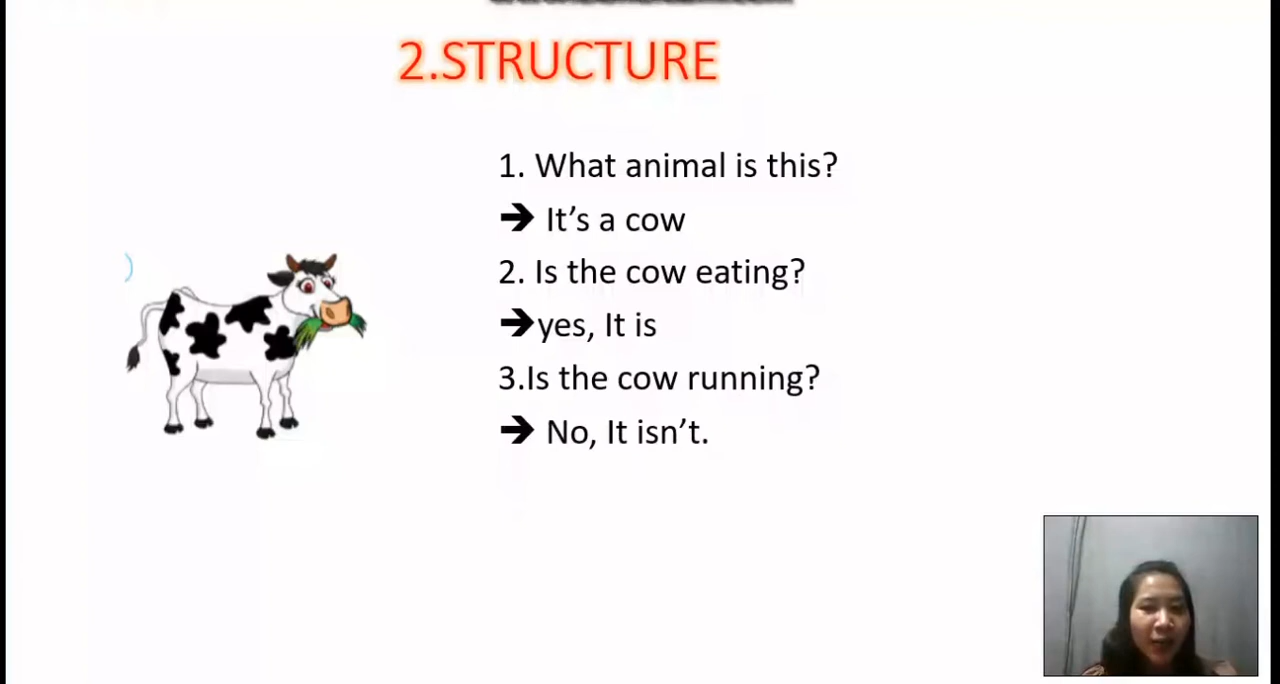 2.STRUCTURE
1. What animal is this?
➔ It’s a cow
2. Is the cow eating?
➔yes, It is
3.Is the cow running?
➔ No, It isn’t.